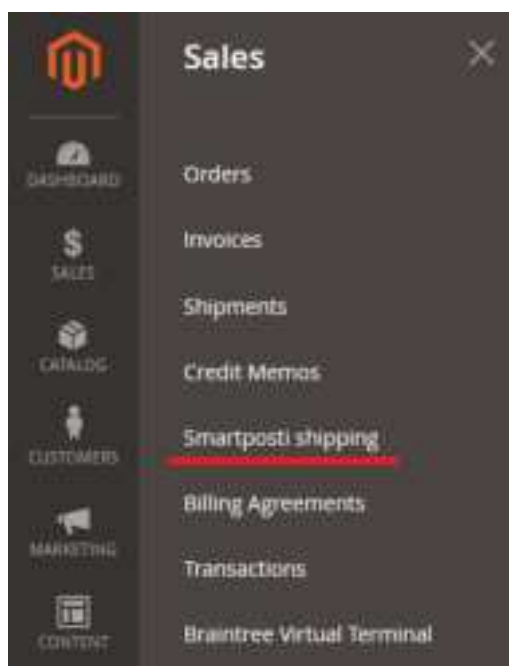 Sales
DASHBOARD
SALES
CATALOG
CUSTOMERS
MARKETING
CONTENT
Orders
Invoices
Shipments
Credit Memos
Smartposti shipping
Billing Agreements
Transactions
Braintree Virtual Terminal